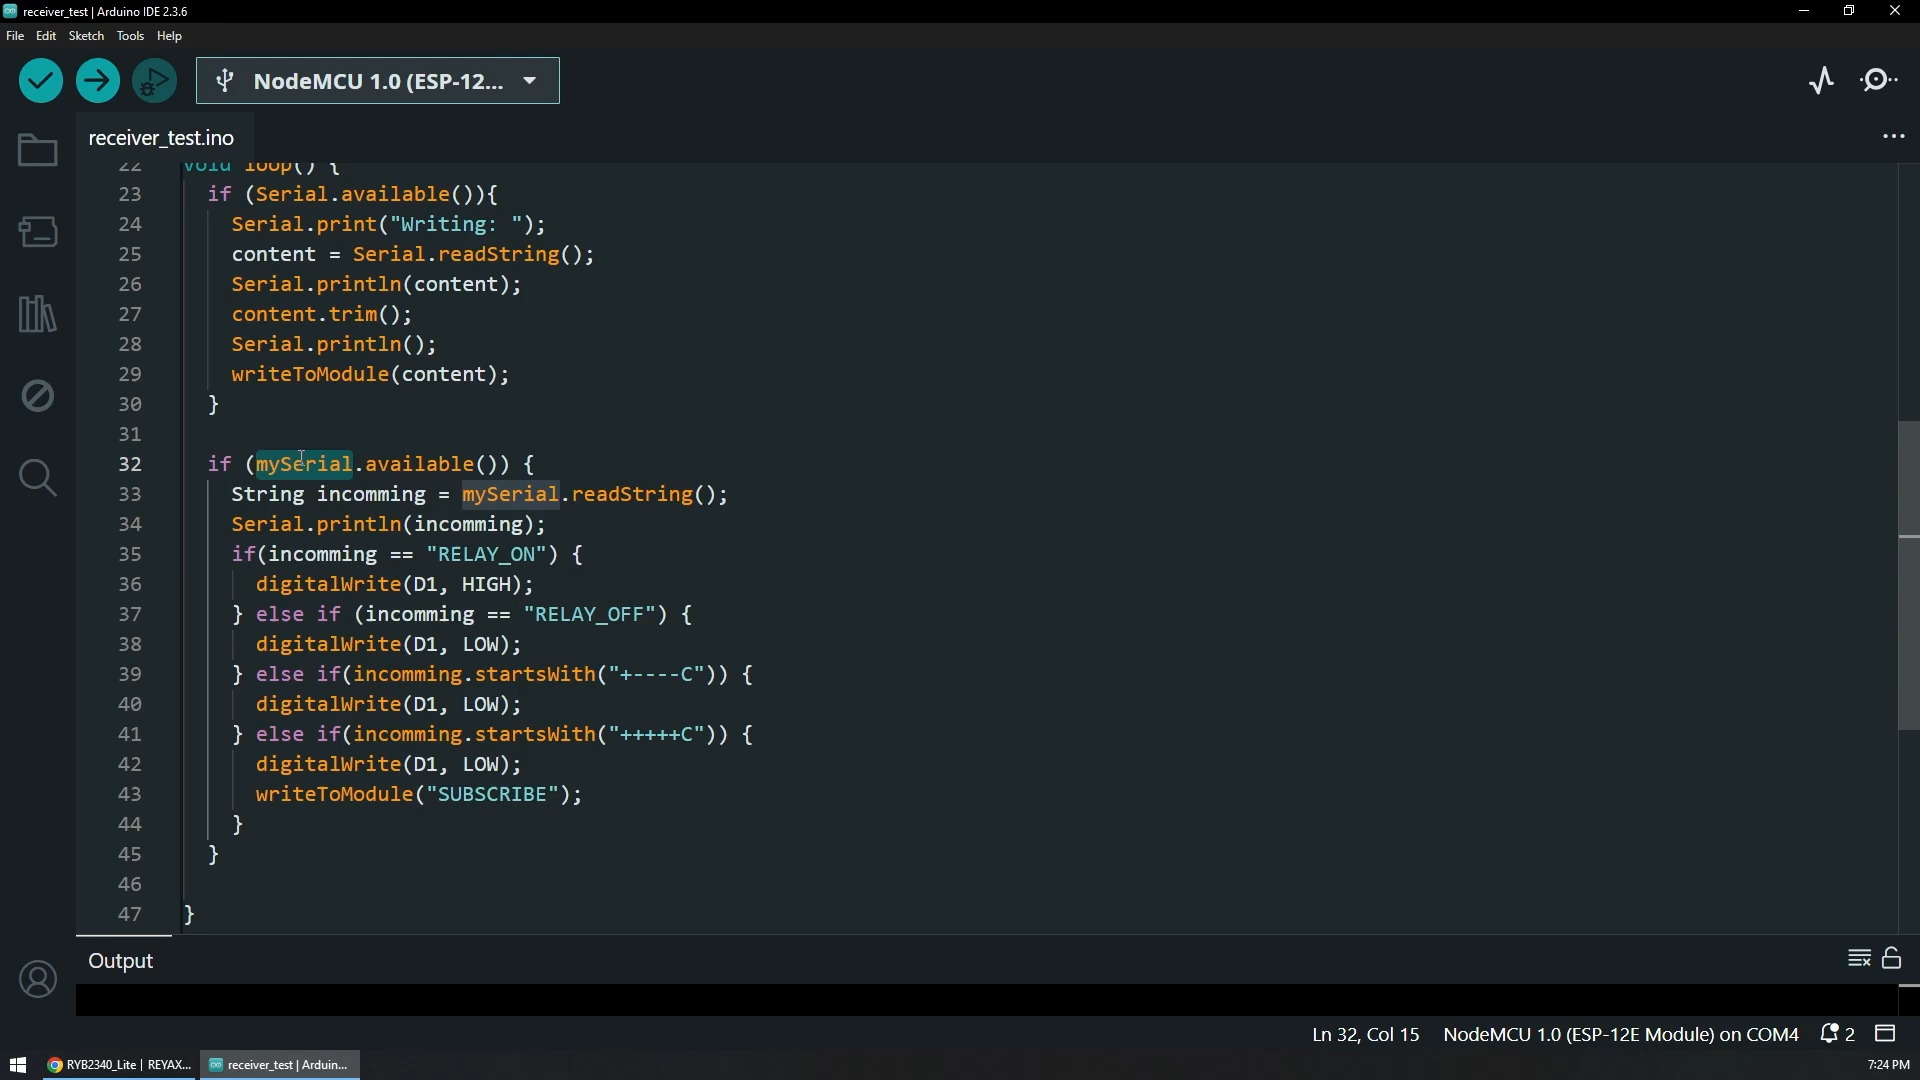 receiver_test | Arduino IDE 2.3.6
File Edit Sketch Tools Help
NodeMCU 1.0 (ESP-12...
receiver_test.ino
22 void loop() {
23 if (Serial.available()){
24 Serial.print("Writing: ");
25 content = Serial.readString();
26 Serial.println(content);
27 content.trim();
28 Serial.println();
29 writeToModule(content);
30 }
31
32 if (mySerial.available()) {
33 String incomming = mySerial.readString();
34 Serial.println(incomming);
35 if(incomming == "RELAY_ON") {
36 digitalWrite(D1, HIGH);
37 } else if (incomming == "RELAY_OFF") {
38 digitalWrite(D1, LOW);
39 } else if(incomming.startsWith("+----C")) {
40 digitalWrite(D1, LOW);
41 } else if(incomming.startsWith("+++++C")) {
42 digitalWrite(D1, LOW);
43 writeToModule("SUBSCRIBE");
44 }
45 }
46
47 }
Output
Ln 32, Col 15 NodeMCU 1.0 (ESP-12E Module) on COM4 2
RYB2340_Lite | REYAX... receiver_test | Arduin... 7:24 PM